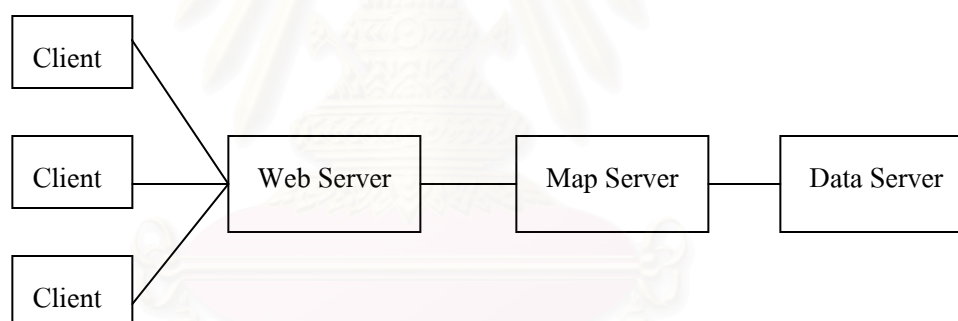 Client
Client
Web Server
Map Server
Data Server
Client